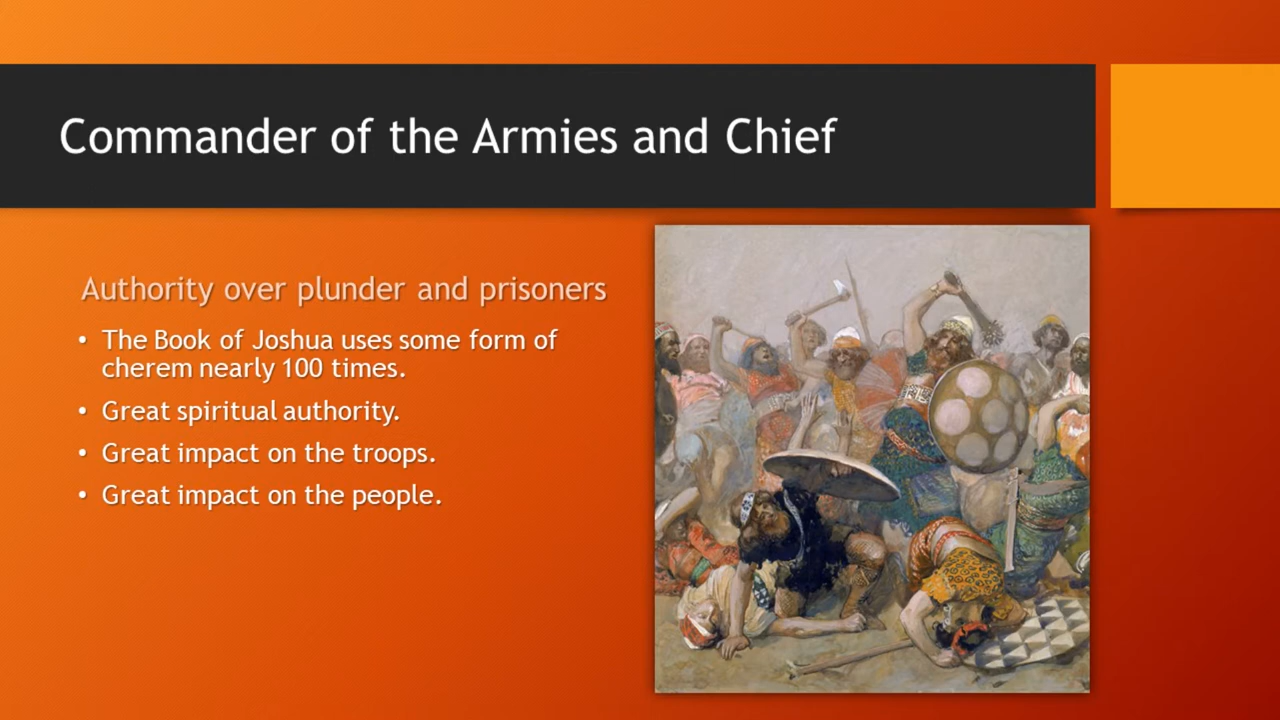 Commander of the Armies and Chief
Authority over plunder and prisoners
• The Book of Joshua uses some form of
cherem nearly 100 times.
• Great spiritual authority.
• Great impact on the troops.
• Great impact on the people.